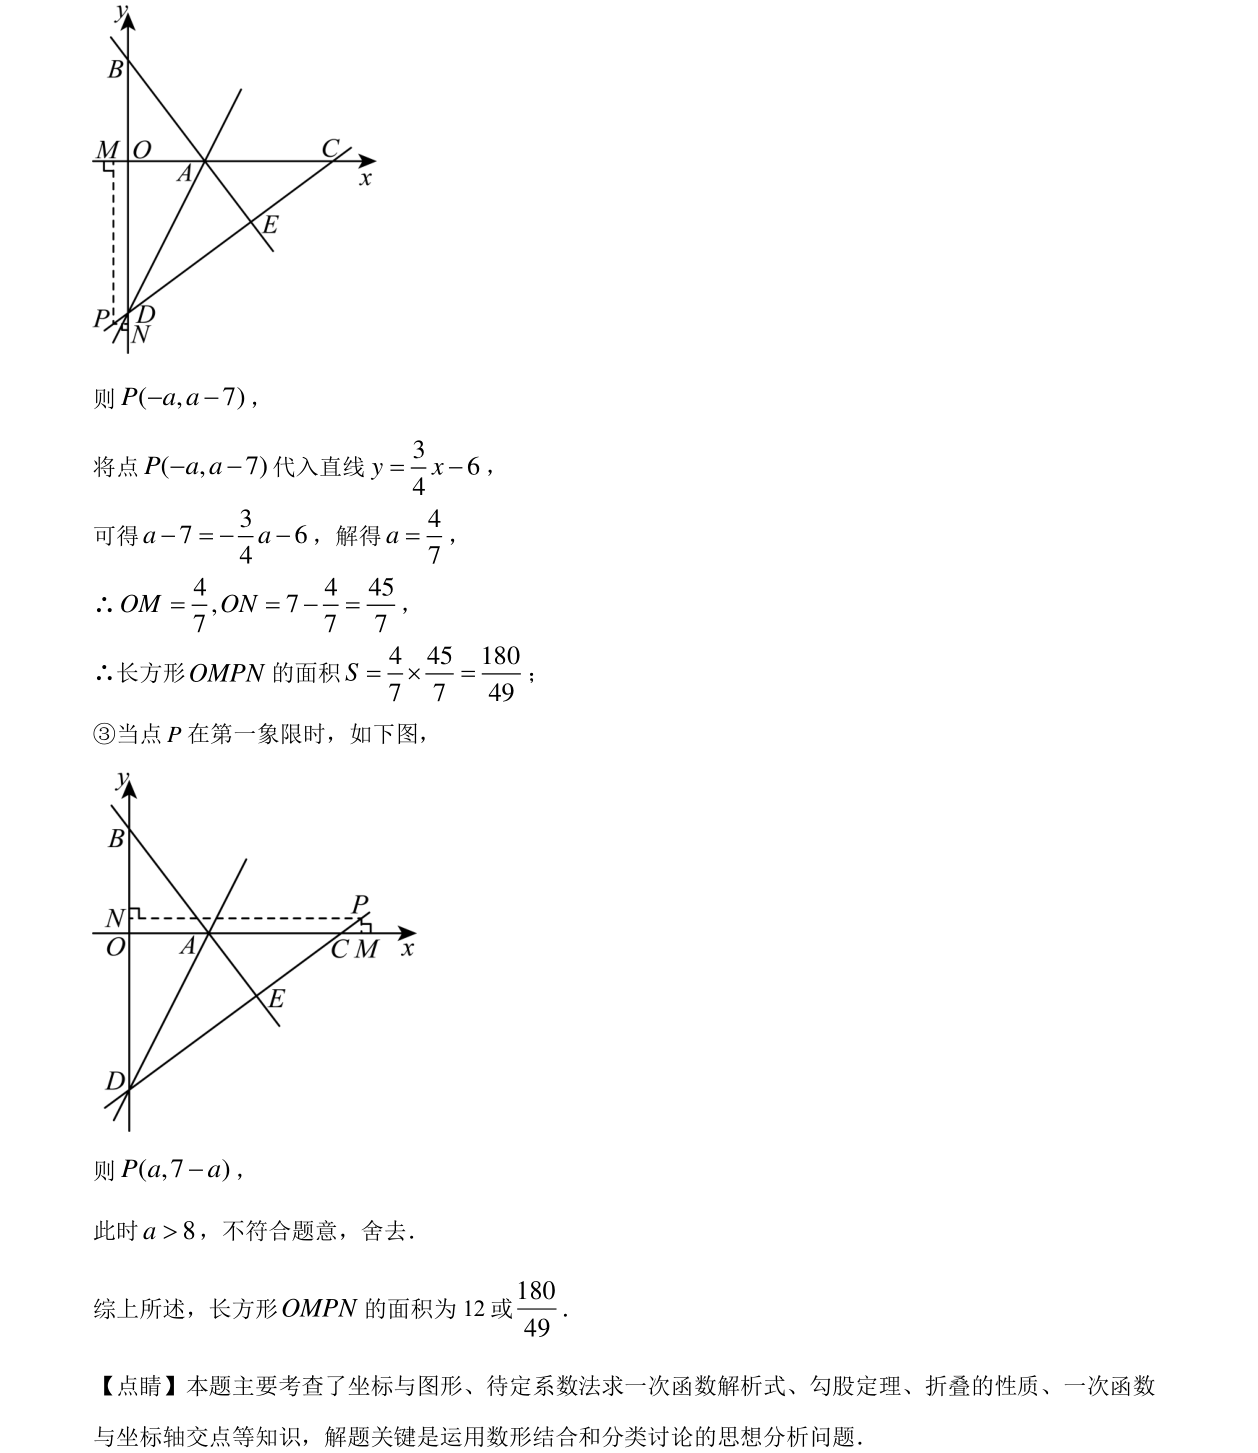 y
B
M O A C x
E
P D
N
则 P(−a, a−7)，
将点 P(−a, a−7) 代入直线 y = 3/4 x − 6，
可得 a − 7 = −3/4 a − 6，解得 a = 4/7，
∴ OM = 4/7, ON = 7 − 4/7 = 45/7，
∴长方形 OMPN 的面积 S = 4/7 × 45/7 = 180/49；
③当点 P 在第一象限时，如下图，
y
B
N P
O A C M x
E
D
则 P(a, 7−a)，
此时 a > 8，不符合题意，舍去．
综上所述，长方形 OMPN 的面积为 12 或 180/49．
【点睛】本题主要考查了坐标与图形、待定系数法求一次函数解析式、勾股定理、折叠的性质、一次函数
与坐标轴交点等知识，解题关键是运用数形结合和分类讨论的思想分析问题．